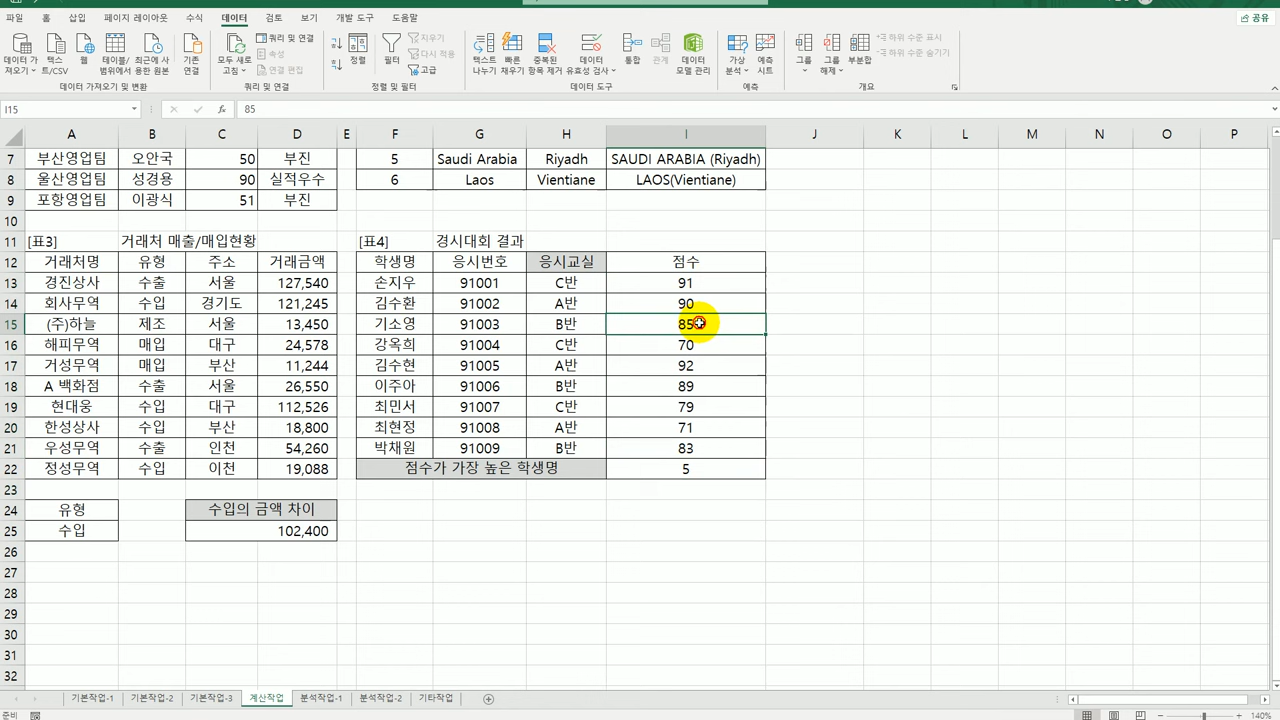 파일 홈 삽입 페이지 레이아웃 수식 데이터 검토 보기 개발 도구 도움말 공유
데이터 가져오기 텍스트/CSV 웹 테이블/범위에서 최근에 사용한 원본 기존 연결 모두 새로 고침 쿼리 및 연결 속성 연결 편집 정렬 필터 지우기 다시 적용 고급 텍스트 나누기 빠른 채우기 중복된 항목 제거 데이터 유효성 검사 통합 관계 데이터 모델 관리 가상 분석 예측 시트 그룹 그룹 해제 부분합 하위 수준 표시 하위 수준 숨기기
데이터 가져오기 및 변환 쿼리 및 연결 정렬 및 필터 데이터 도구 예측 개요
I15 fx 85
A B C D E F G H I J K L M N O P
7 부산영업팀 오안국 50 부진 5 Saudi Arabia Riyadh SAUDI ARABIA (Riyadh)
8 울산영업팀 성경용 90 실적우수 6 Laos Vientiane LAOS(Vientiane)
9 포항영업팀 이광식 51 부진
10
11 [표3] 거래처 매출/매입현황 [표4] 경시대회 결과
12 거래처명 유형 주소 거래금액 학생명 응시번호 응시교실 점수
13 경진상사 수출 서울 127,540 손지우 91001 C반 91
14 회사무역 수입 경기도 121,245 김수환 91002 A반 90
15 (주)하늘 제조 서울 13,450 기소영 91003 B반 85
16 해피무역 매입 대구 24,578 강옥희 91004 C반 70
17 거성무역 매입 부산 11,244 김수현 91005 A반 92
18 A 백화점 수출 서울 26,550 이주아 91006 B반 89
19 현대웅 수입 대구 112,526 최민서 91007 C반 79
20 한성상사 수입 부산 18,800 최현정 91008 A반 71
21 우성무역 수출 인천 54,260 박채원 91009 B반 83
22 정성무역 수입 이천 19,088 점수가 가장 높은 학생명 5
23
24 유형 수입의 금액 차이
25 수입 102,400
26
27
28
29
30
31
32
기본작업-1 기본작업-2 기본작업-3 계산작업 분석작업-1 분석작업-2 기타작업
준비 140%